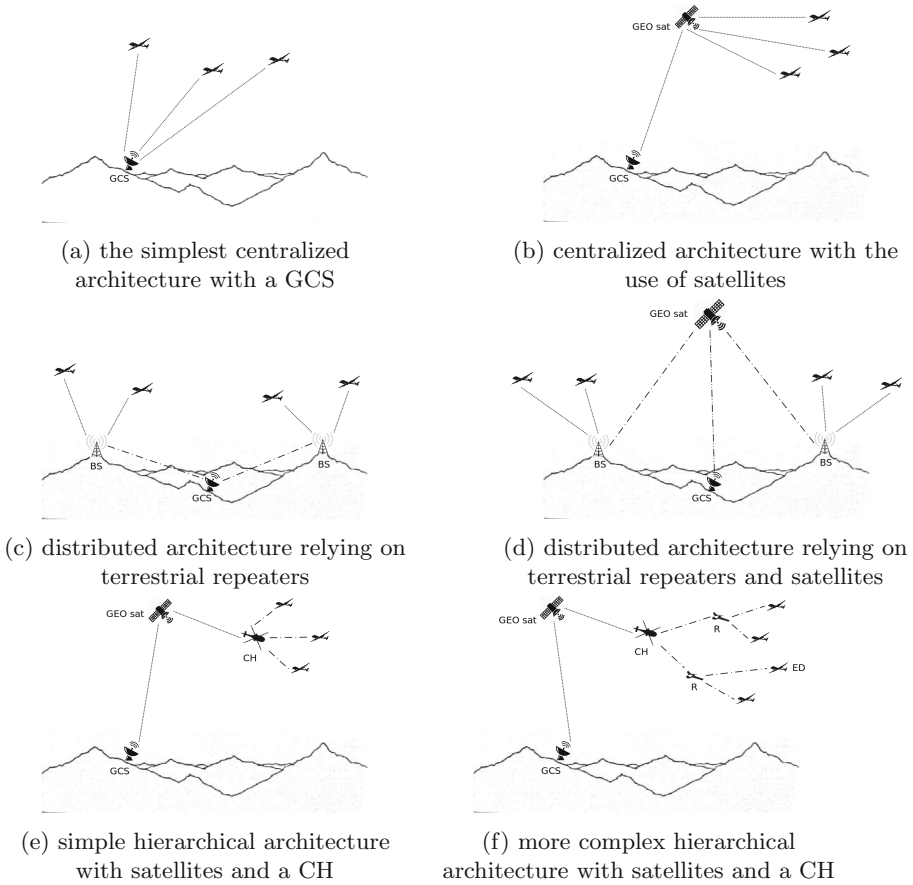 GCS
(a) the simplest centralized
architecture with a GCS
GEO sat
GCS
(b) centralized architecture with the
use of satellites
BS
BS
GCS
(c) distributed architecture relying on
terrestrial repeaters
GEO sat
BS
BS
GCS
(d) distributed architecture relying on
terrestrial repeaters and satellites
GEO sat
CH
GCS
(e) simple hierarchical architecture
with satellites and a CH
GEO sat
R
CH
ED
R
GCS
(f) more complex hierarchical
architecture with satellites and a CH